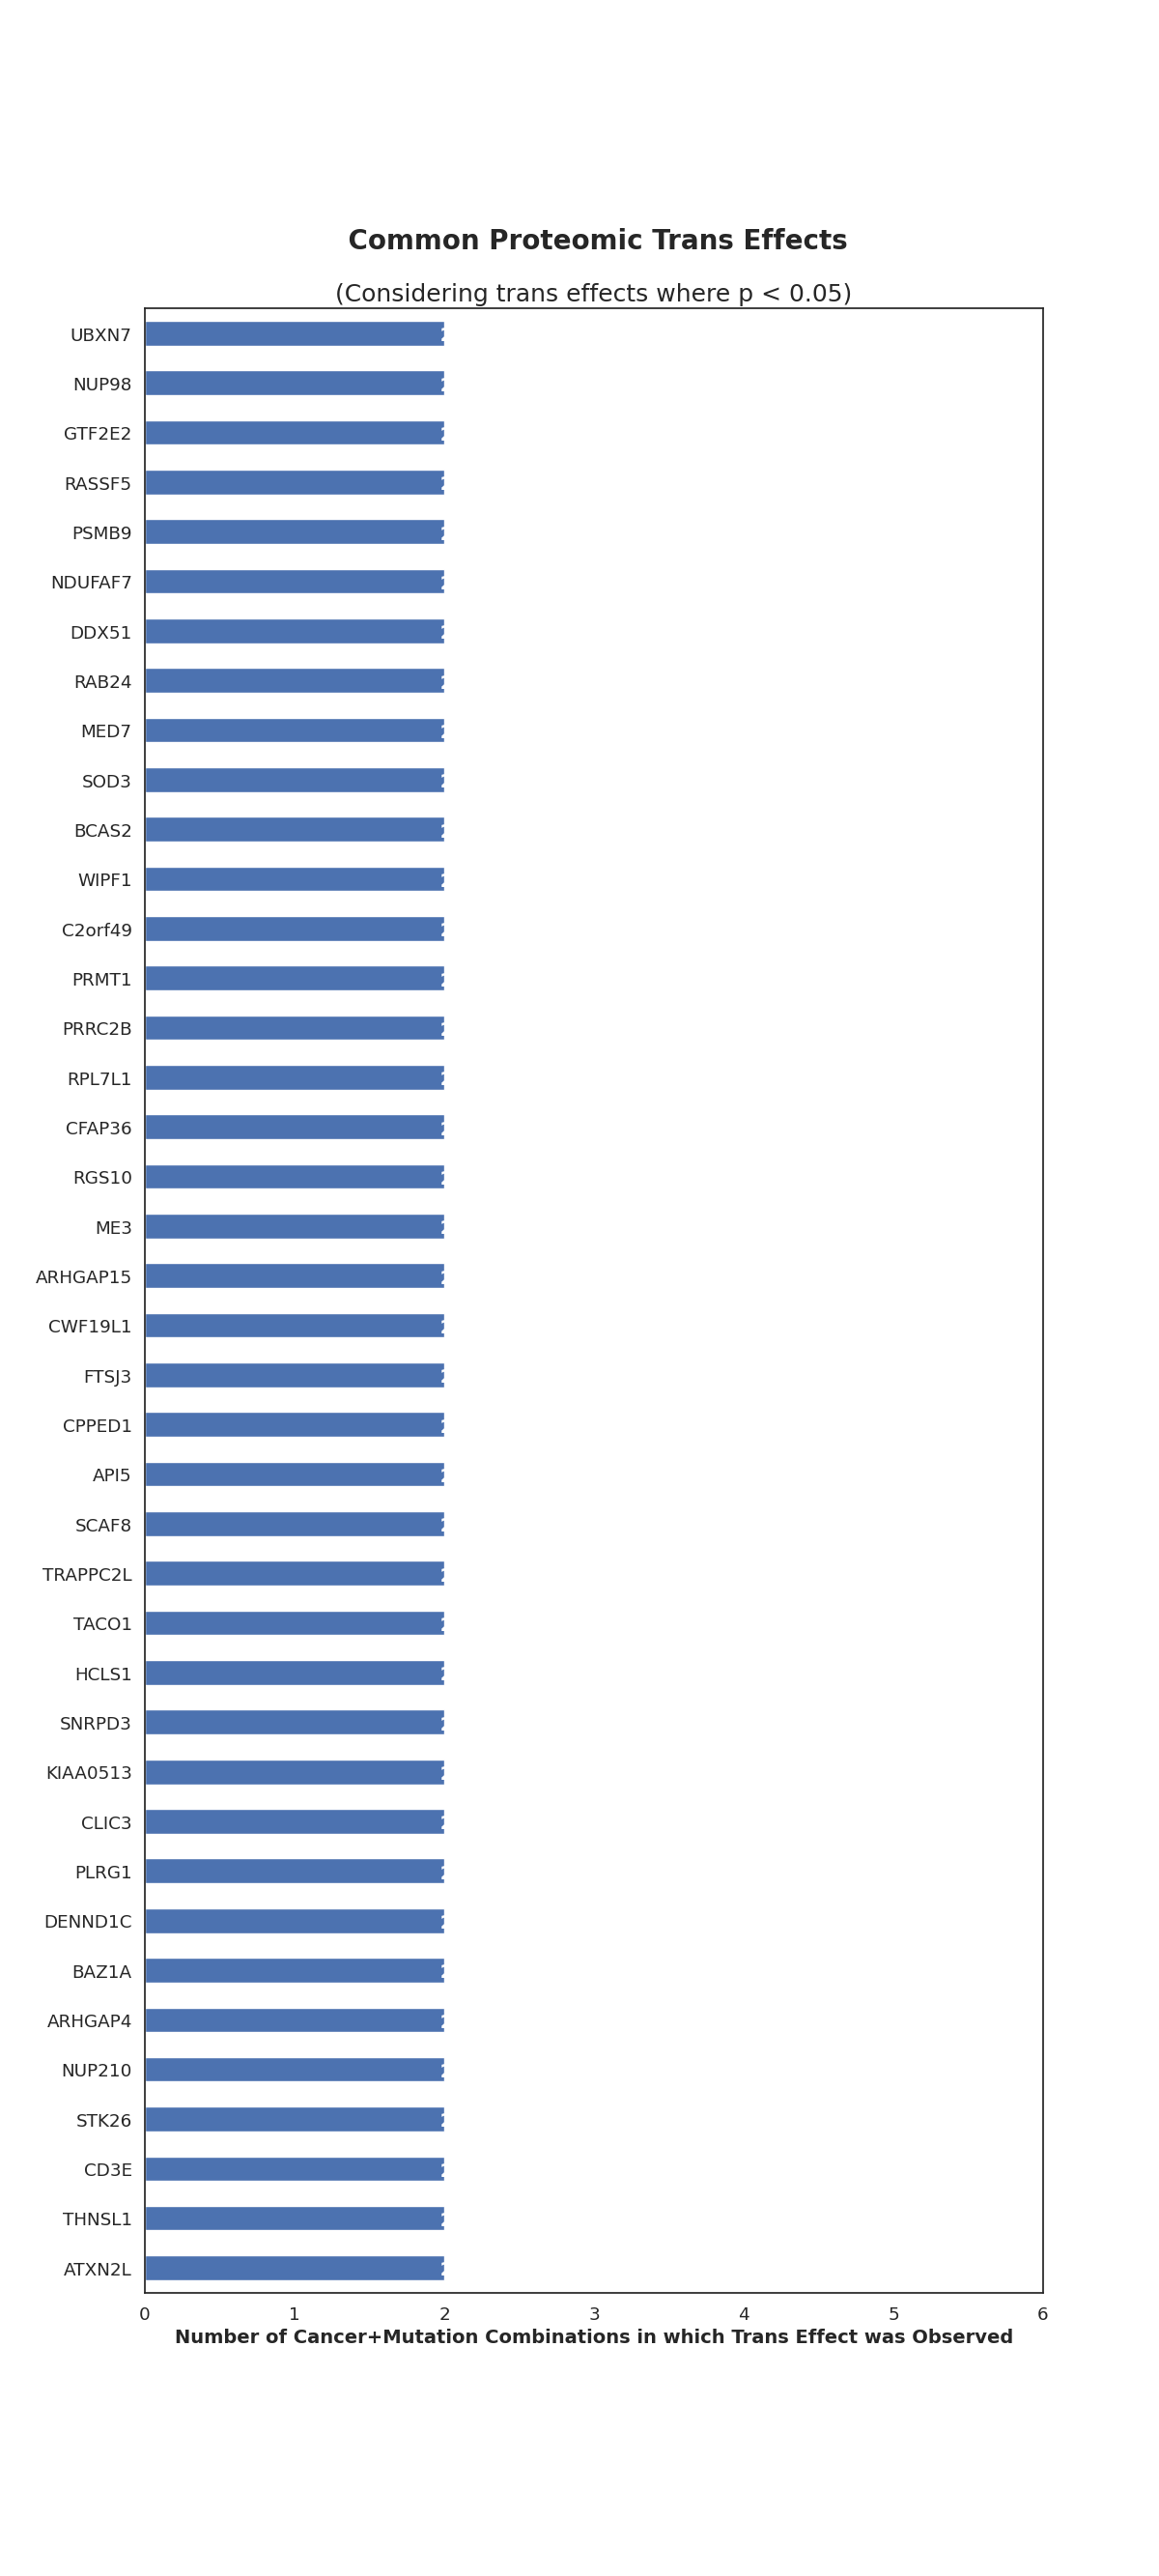 Common Proteomic Trans Effects
(Considering trans effects where p < 0.05)
UBXN7
NUP98
GTF2E2
RASSF5
PSMB9
NDUFAF7
DDX51
RAB24
MED7
SOD3
BCAS2
WIPF1
C2orf49
PRMT1
PRRC2B
RPL7L1
CFAP36
RGS10
ME3
ARHGAP15
CWF19L1
FTSJ3
CPPED1
API5
SCAF8
TRAPPC2L
TACO1
HCLS1
SNRPD3
KIAA0513
CLIC3
PLRG1
DENND1C
BAZ1A
ARHGAP4
NUP210
STK26
CD3E
THNSL1
ATXN2L
0 1 2 3 4 5 6
Number of Cancer+Mutation Combinations in which Trans Effect was Observed